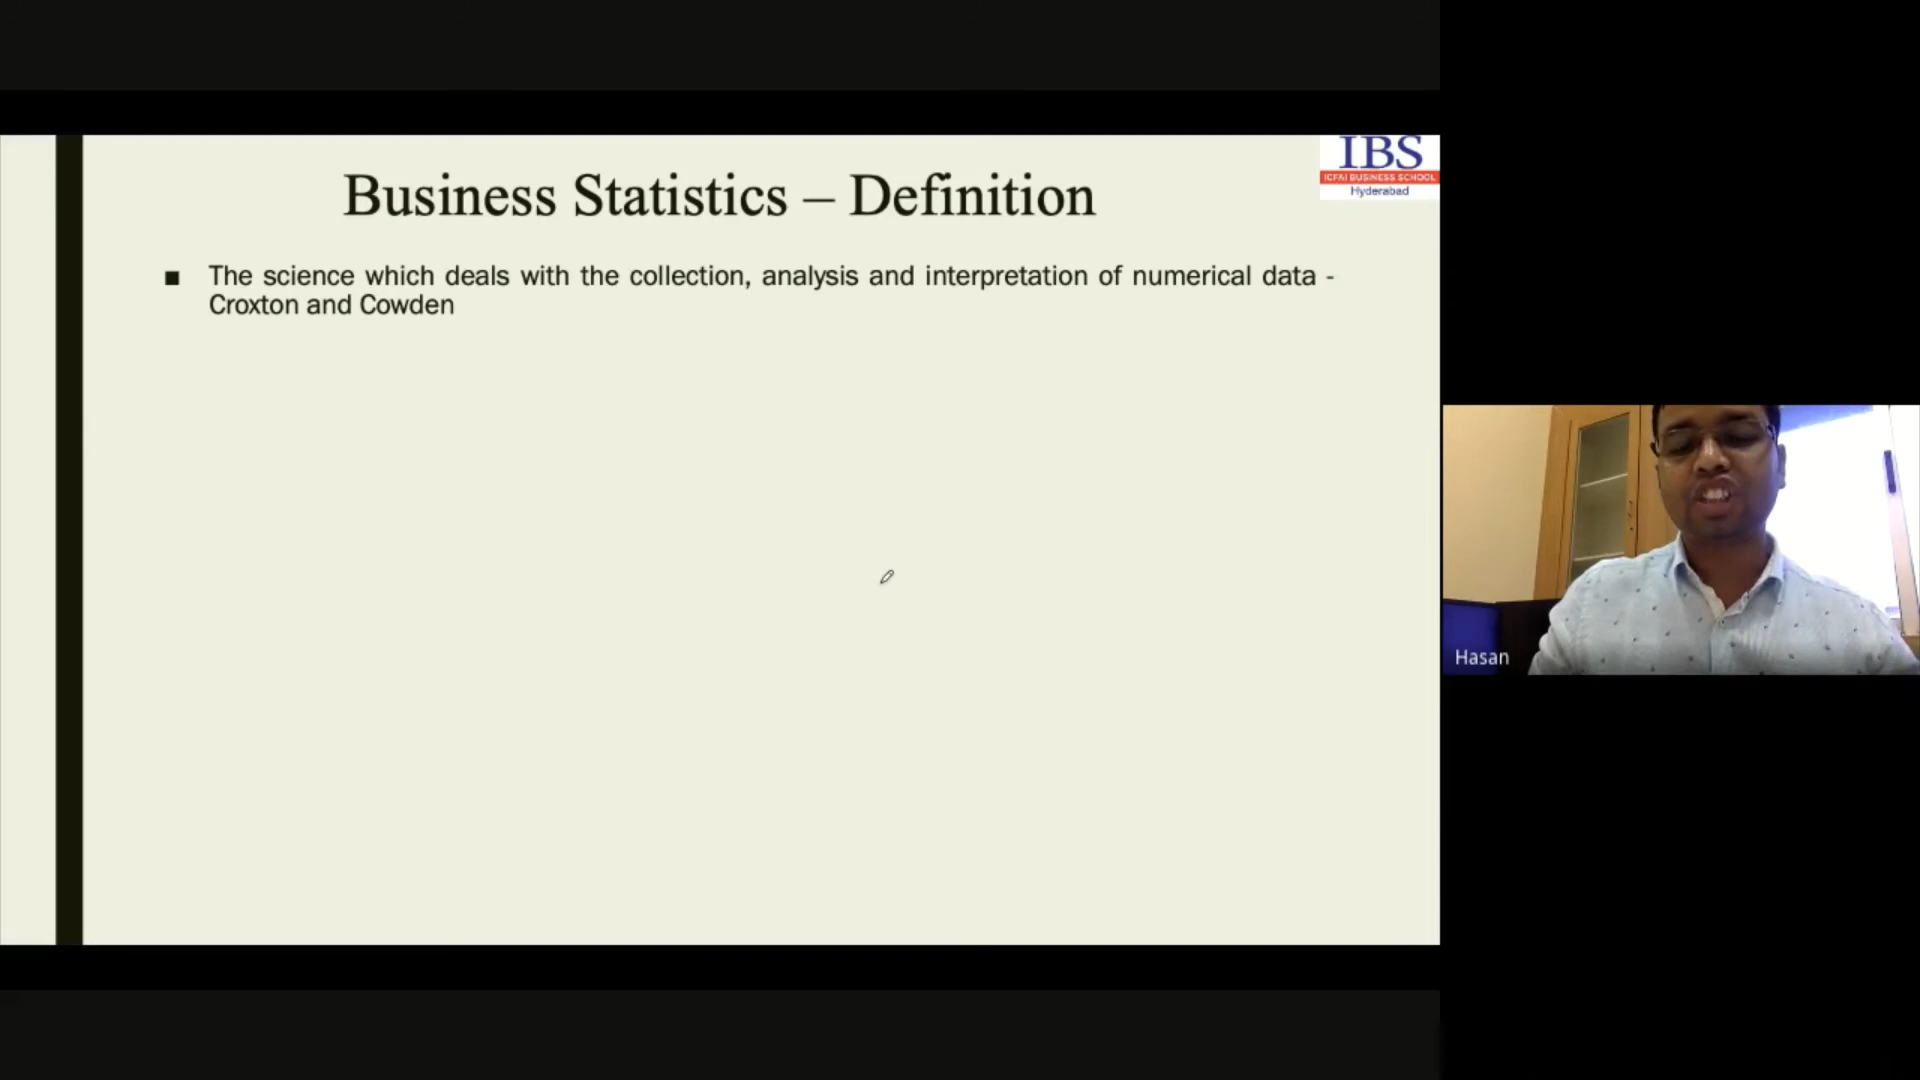 Business Statistics – Definition
IBS
ICFAI BUSINESS SCHOOL
Hyderabad
■ The science which deals with the collection, analysis and interpretation of numerical data -
Croxton and Cowden
Hasan